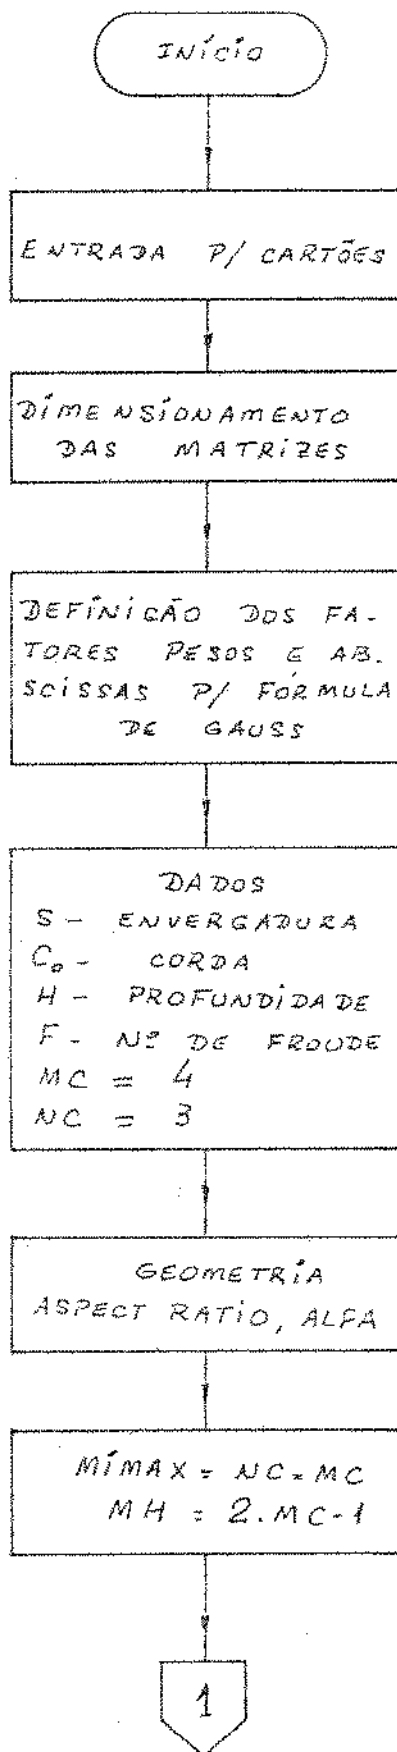 INÍCIO
ENTRADA P/ CARTÕES
DIMENSIONAMENTO
DAS MATRIZES
DEFINICÃO DOS FA-
TORES PESOS E AB.
SCISSAS P/ FÓRMULA
DE GAUSS
DADOS
S - ENVERGADURA
C₀ - CORDA
H - PROFUNDIDADE
F - Nº DE FROUDE
MC = 4
NC = 3
GEOMETRIA
ASPECT RATIO, ALFA
MIMAX = NC = MC
MH = 2.MC-1
1